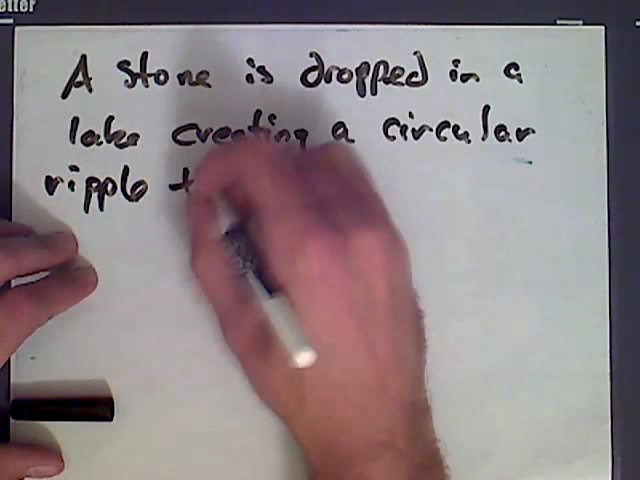 A stone is dropped in a
lake creating a circular
ripple t